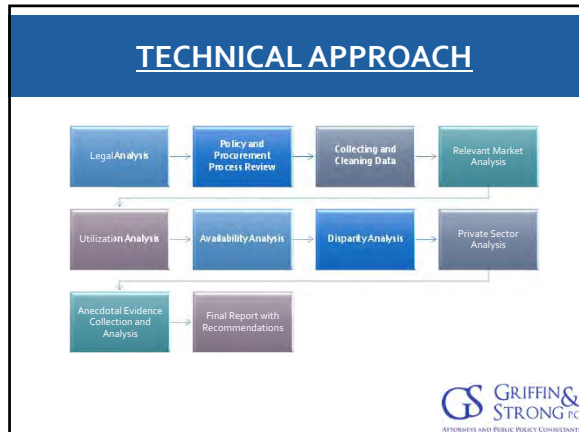 TECHNICAL APPROACH
Legal Analysis
Policy and
Procurement
Process Review
Collecting and
Cleaning Data
Relevant Market
Analysis
Utilization Analysis
Availability Analysis
Disparity Analysis
Private Sector
Analysis
Anecdotal Evidence
Collection and
Analysis
Final Report with
Recommendations
GS GRIFFIN &
STRONG P.C
ATTORNEYS AND PUBLIC POLICY CONSULTANT